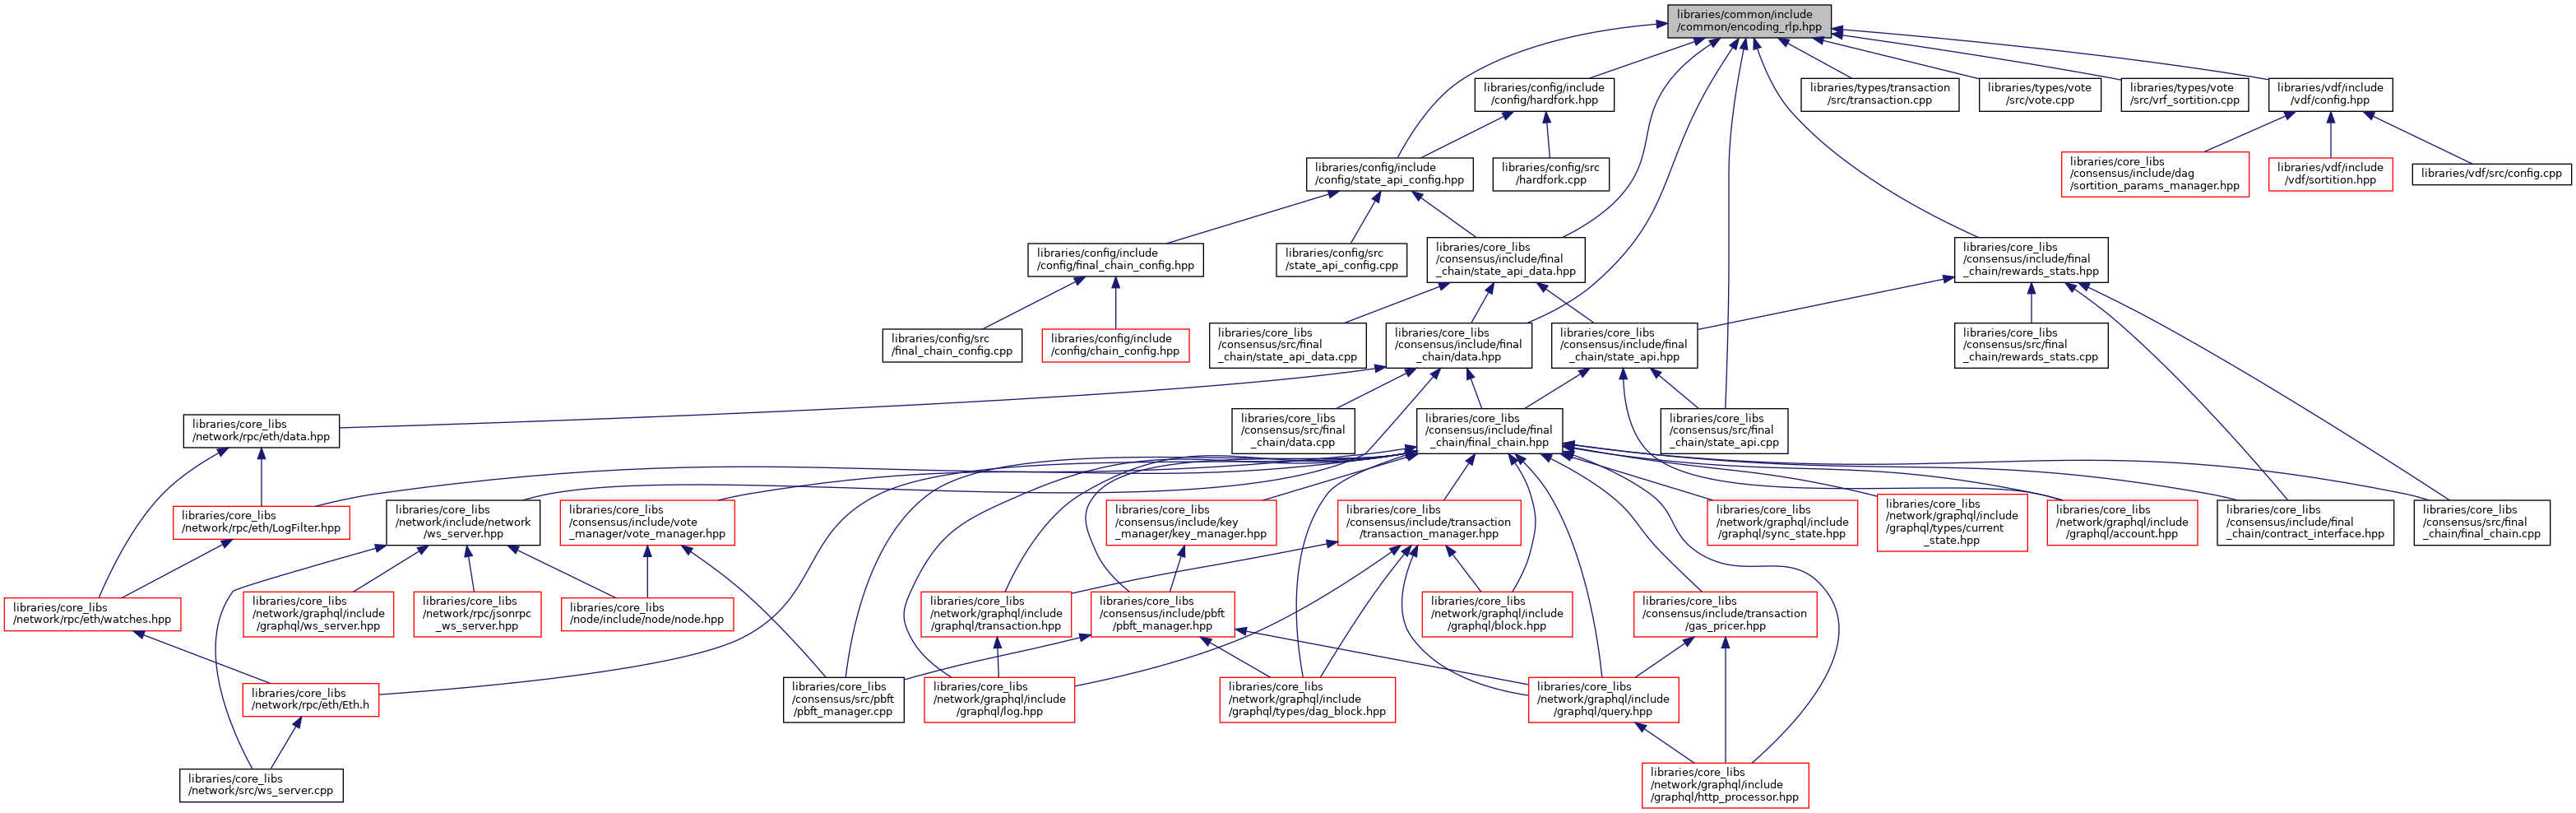 libraries/common/include
/common/encoding_rlp.hpp
libraries/config/include
/config/hardfork.hpp
libraries/types/transaction
/src/transaction.cpp
libraries/types/vote
/src/vote.cpp
libraries/types/vote
/src/vrf_sortition.cpp
libraries/vdf/include
/vdf/config.hpp
libraries/config/include
/config/state_api_config.hpp
libraries/config/src
/hardfork.cpp
libraries/core_libs
/consensus/include/dag
/sortition_params_manager.hpp
libraries/vdf/include
/vdf/sortition.hpp
libraries/vdf/src/config.cpp
libraries/config/include
/config/final_chain_config.hpp
libraries/config/src
/state_api_config.cpp
libraries/core_libs
/consensus/include/final
_chain/state_api_data.hpp
libraries/core_libs
/consensus/include/final
_chain/rewards_stats.hpp
libraries/config/src
/final_chain_config.cpp
libraries/config/include
/config/chain_config.hpp
libraries/core_libs
/consensus/src/final
_chain/state_api_data.cpp
libraries/core_libs
/consensus/include/final
_chain/data.hpp
libraries/core_libs
/consensus/include/final
_chain/state_api.hpp
libraries/core_libs
/consensus/src/final
_chain/rewards_stats.cpp
libraries/core_libs
/network/rpc/eth/data.hpp
libraries/core_libs
/consensus/src/final
_chain/data.cpp
libraries/core_libs
/consensus/include/final
_chain/final_chain.hpp
libraries/core_libs
/consensus/src/final
_chain/state_api.cpp
libraries/core_libs
/network/rpc/eth/LogFilter.hpp
libraries/core_libs
/network/include/network
/ws_server.hpp
libraries/core_libs
/consensus/include/vote
_manager/vote_manager.hpp
libraries/core_libs
/consensus/include/key
_manager/key_manager.hpp
libraries/core_libs
/consensus/include/transaction
/transaction_manager.hpp
libraries/core_libs
/network/graphql/include
/graphql/sync_state.hpp
libraries/core_libs
/network/graphql/include
/graphql/types/current
_state.hpp
libraries/core_libs
/network/graphql/include
/graphql/account.hpp
libraries/core_libs
/consensus/include/final
_chain/contract_interface.hpp
libraries/core_libs
/consensus/src/final
_chain/final_chain.cpp
libraries/core_libs
/network/rpc/eth/watches.hpp
libraries/core_libs
/network/graphql/include
/graphql/ws_server.hpp
libraries/core_libs
/network/rpc/jsonrpc
_ws_server.hpp
libraries/core_libs
/node/include/node/node.hpp
libraries/core_libs
/network/graphql/include
/graphql/transaction.hpp
libraries/core_libs
/consensus/include/pbft
/pbft_manager.hpp
libraries/core_libs
/network/graphql/include
/graphql/block.hpp
libraries/core_libs
/consensus/include/transaction
/gas_pricer.hpp
libraries/core_libs
/network/rpc/eth/Eth.h
libraries/core_libs
/consensus/src/pbft
/pbft_manager.cpp
libraries/core_libs
/network/graphql/include
/graphql/log.hpp
libraries/core_libs
/network/graphql/include
/graphql/types/dag_block.hpp
libraries/core_libs
/network/graphql/include
/graphql/query.hpp
libraries/core_libs
/network/src/ws_server.cpp
libraries/core_libs
/network/graphql/include
/graphql/http_processor.hpp